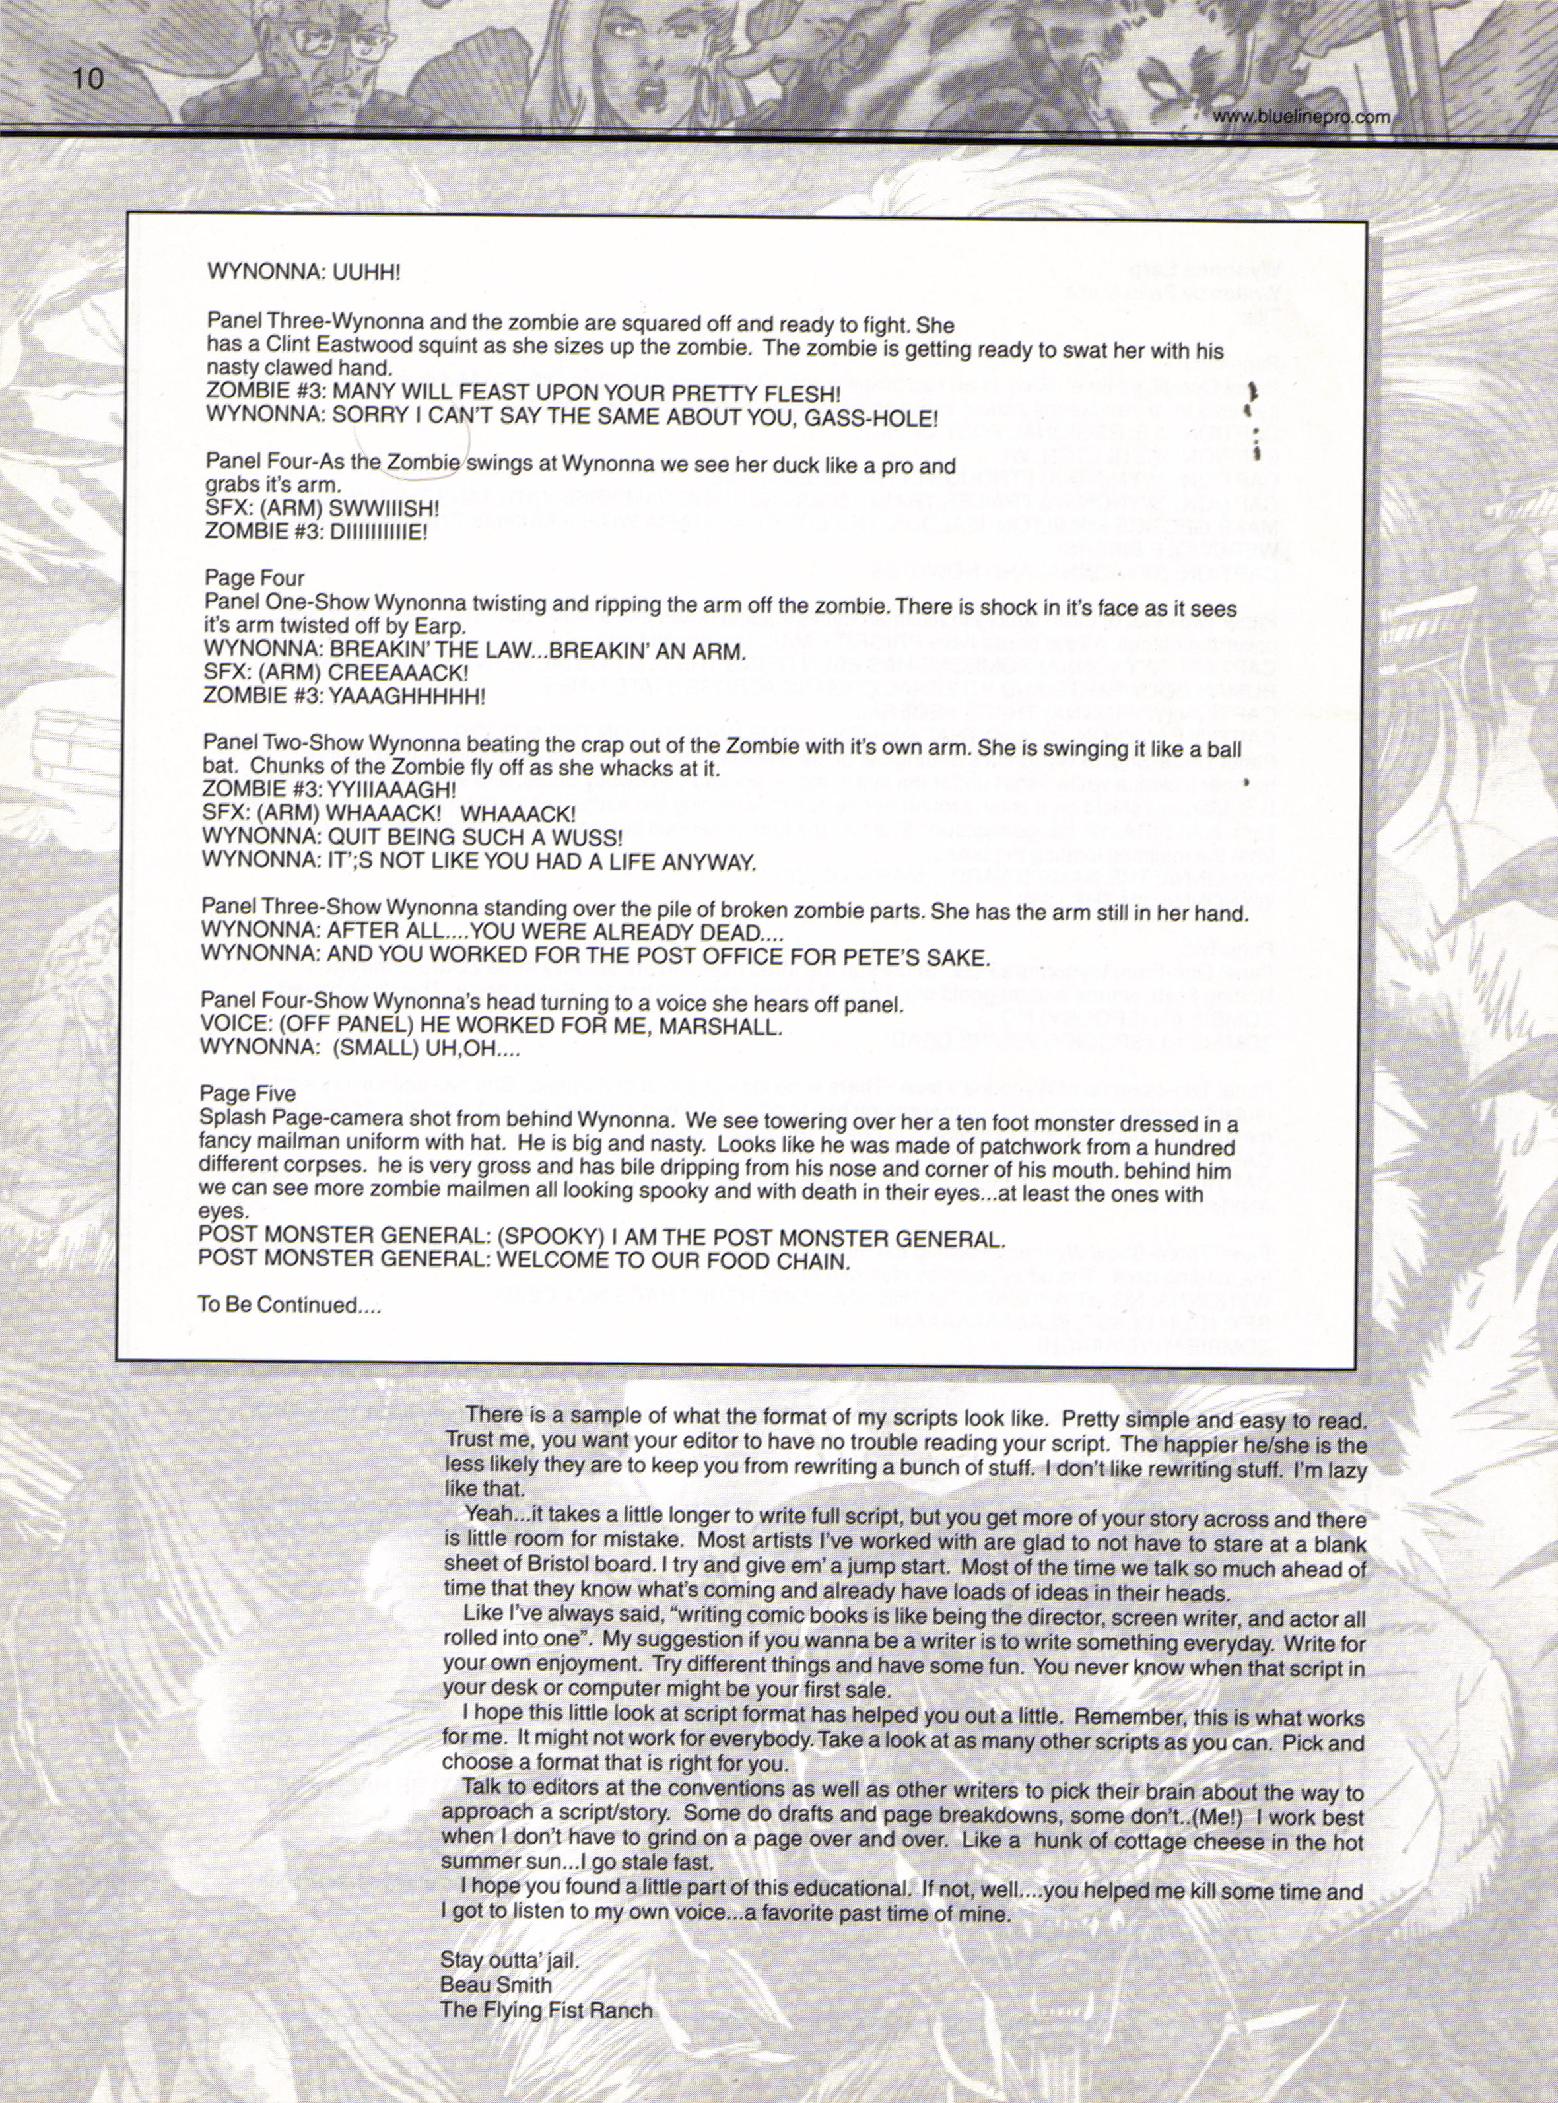 10
www.bluelinepro.com
WYNONNA: UUHH!
Panel Three-Wynonna and the zombie are squared off and ready to fight. She
has a Clint Eastwood squint as she sizes up the zombie. The zombie is getting ready to swat her with his
nasty clawed hand.
ZOMBIE #3: MANY WILL FEAST UPON YOUR PRETTY FLESH!
WYNONNA: SORRY I CAN'T SAY THE SAME ABOUT YOU, GASS-HOLE!
Panel Four-As the Zombie swings at Wynonna we see her duck like a pro and
grabs it's arm.
SFX: (ARM) SWWIIISH!
ZOMBIE #3: DIIIIIIIIIIE!
Page Four
Panel One-Show Wynonna twisting and ripping the arm off the zombie. There is shock in it's face as it sees
it's arm twisted off by Earp.
WYNONNA: BREAKIN' THE LAW...BREAKIN' AN ARM.
SFX: (ARM) CREEAAACK!
ZOMBIE #3: YAAAGHHHHH!
Panel Two-Show Wynonna beating the crap out of the Zombie with it's own arm. She is swinging it like a ball
bat. Chunks of the Zombie fly off as she whacks at it.
ZOMBIE #3: YYIIIAAAGH!
SFX: (ARM) WHAAACK! WHAAACK!
WYNONNA: QUIT BEING SUCH A WUSS!
WYNONNA: IT';S NOT LIKE YOU HAD A LIFE ANYWAY.
Panel Three-Show Wynonna standing over the pile of broken zombie parts. She has the arm still in her hand.
WYNONNA: AFTER ALL....YOU WERE ALREADY DEAD....
WYNONNA: AND YOU WORKED FOR THE POST OFFICE FOR PETE'S SAKE.
Panel Four-Show Wynonna's head turning to a voice she hears off panel.
VOICE: (OFF PANEL) HE WORKED FOR ME, MARSHALL.
WYNONNA: (SMALL) UH,OH....
Page Five
Splash Page-camera shot from behind Wynonna. We see towering over her a ten foot monster dressed in a
fancy mailman uniform with hat. He is big and nasty. Looks like he was made of patchwork from a hundred
different corpses. he is very gross and has bile dripping from his nose and corner of his mouth. behind him
we can see more zombie mailmen all looking spooky and with death in their eyes...at least the ones with
eyes.
POST MONSTER GENERAL: (SPOOKY) I AM THE POST MONSTER GENERAL.
POST MONSTER GENERAL: WELCOME TO OUR FOOD CHAIN.
To Be Continued....
There is a sample of what the format of my scripts look like. Pretty simple and easy to read.
Trust me, you want your editor to have no trouble reading your script. The happier he/she is the
less likely they are to keep you from rewriting a bunch of stuff. I don't like rewriting stuff. I'm lazy
like that.
Yeah...it takes a little longer to write full script, but you get more of your story across and there
is little room for mistake. Most artists I've worked with are glad to not have to stare at a blank
sheet of Bristol board. I try and give em' a jump start. Most of the time we talk so much ahead of
time that they know what's coming and already have loads of ideas in their heads.
Like I've always said, "writing comic books is like being the director, screen writer, and actor all
rolled into one". My suggestion if you wanna be a writer is to write something everyday. Write for
your own enjoyment. Try different things and have some fun. You never know when that script in
your desk or computer might be your first sale.
I hope this little look at script format has helped you out a little. Remember, this is what works
for me. It might not work for everybody. Take a look at as many other scripts as you can. Pick and
choose a format that is right for you.
Talk to editors at the conventions as well as other writers to pick their brain about the way to
approach a script/story. Some do drafts and page breakdowns, some don't..(Me!) I work best
when I don't have to grind on a page over and over. Like a hunk of cottage cheese in the hot
summer sun...I go stale fast.
I hope you found a little part of this educational. If not, well....you helped me kill some time and
I got to listen to my own voice...a favorite past time of mine.
Stay outta' jail.
Beau Smith
The Flying Fist Ranch